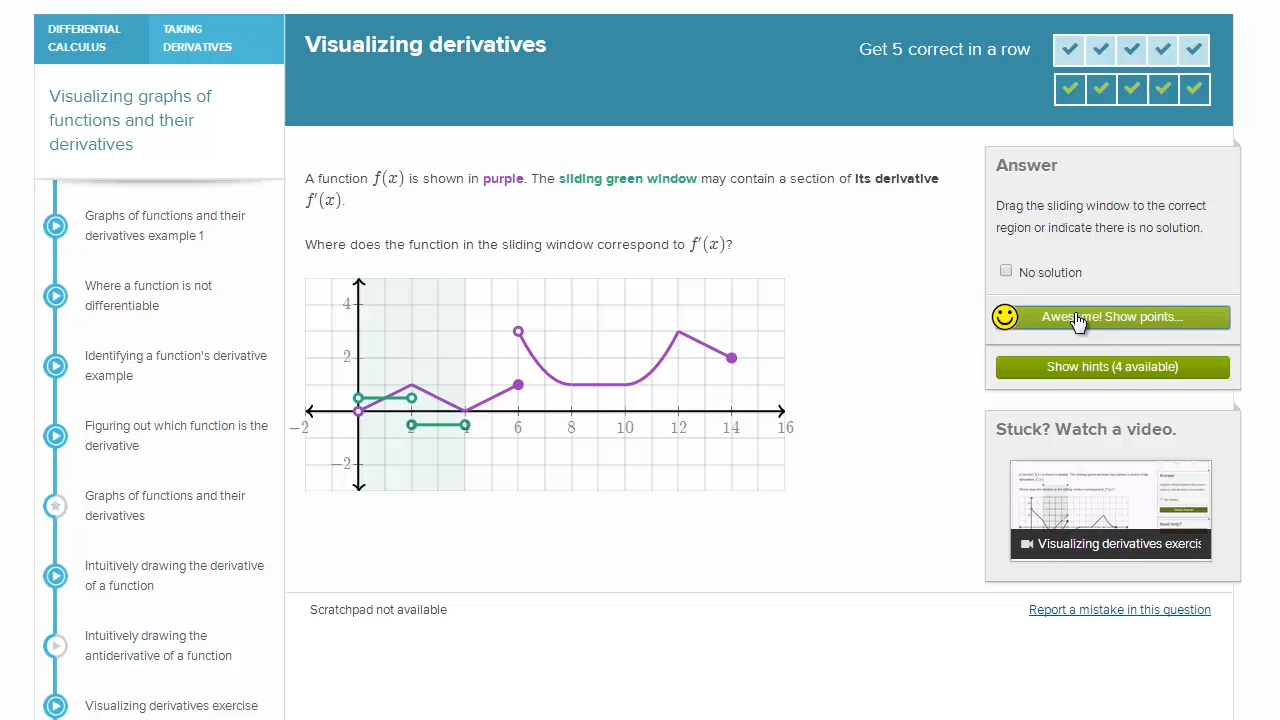 DIFFERENTIAL CALCULUS
TAKING DERIVATIVES
Visualizing graphs of
functions and their
derivatives
Graphs of functions and their
derivatives example 1
Where a function is not
differentiable
Identifying a function's derivative
example
Figuring out which function is the
derivative
Graphs of functions and their
derivatives
Intuitively drawing the derivative
of a function
Intuitively drawing the
antiderivative of a function
Visualizing derivatives exercise
Visualizing derivatives
Get 5 correct in a row
A function f(x) is shown in purple. The sliding green window may contain a section of its derivative
f′(x).
Where does the function in the sliding window correspond to f′(x)?
4
2
−2
−2 2 4 6 8 10 12 14 16
Answer
Drag the sliding window to the correct
region or indicate there is no solution.
No solution
Awesome! Show points...
Show hints (4 available)
Stuck? Watch a video.
Visualizing derivatives exercis
Scratchpad not available
Report a mistake in this question